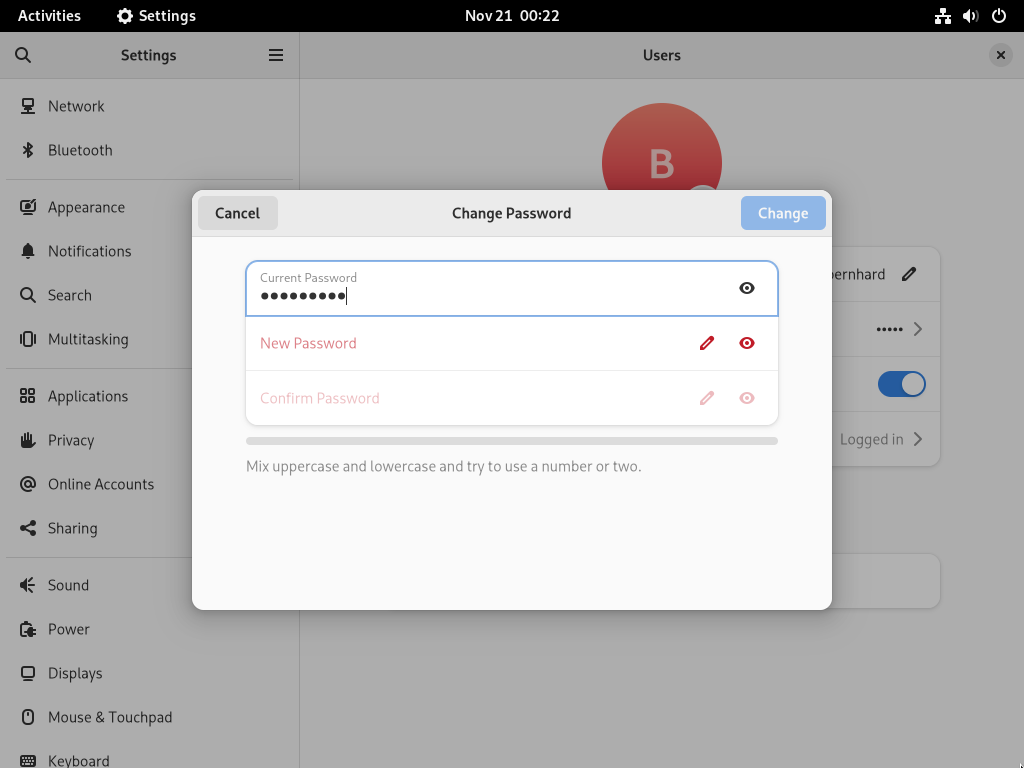 Activities Settings Nov 21 00:22
Settings Users
Network
Bluetooth
Appearance
Notifications
Search
Multitasking
Applications
Privacy
Online Accounts
Sharing
Sound
Power
Displays
Mouse & Touchpad
Keyboard
B
Cancel Change Password Change
Current Password
•••••••••
New Password
Confirm Password
Mix uppercase and lowercase and try to use a number or two.
ernhard
•••••
Logged in